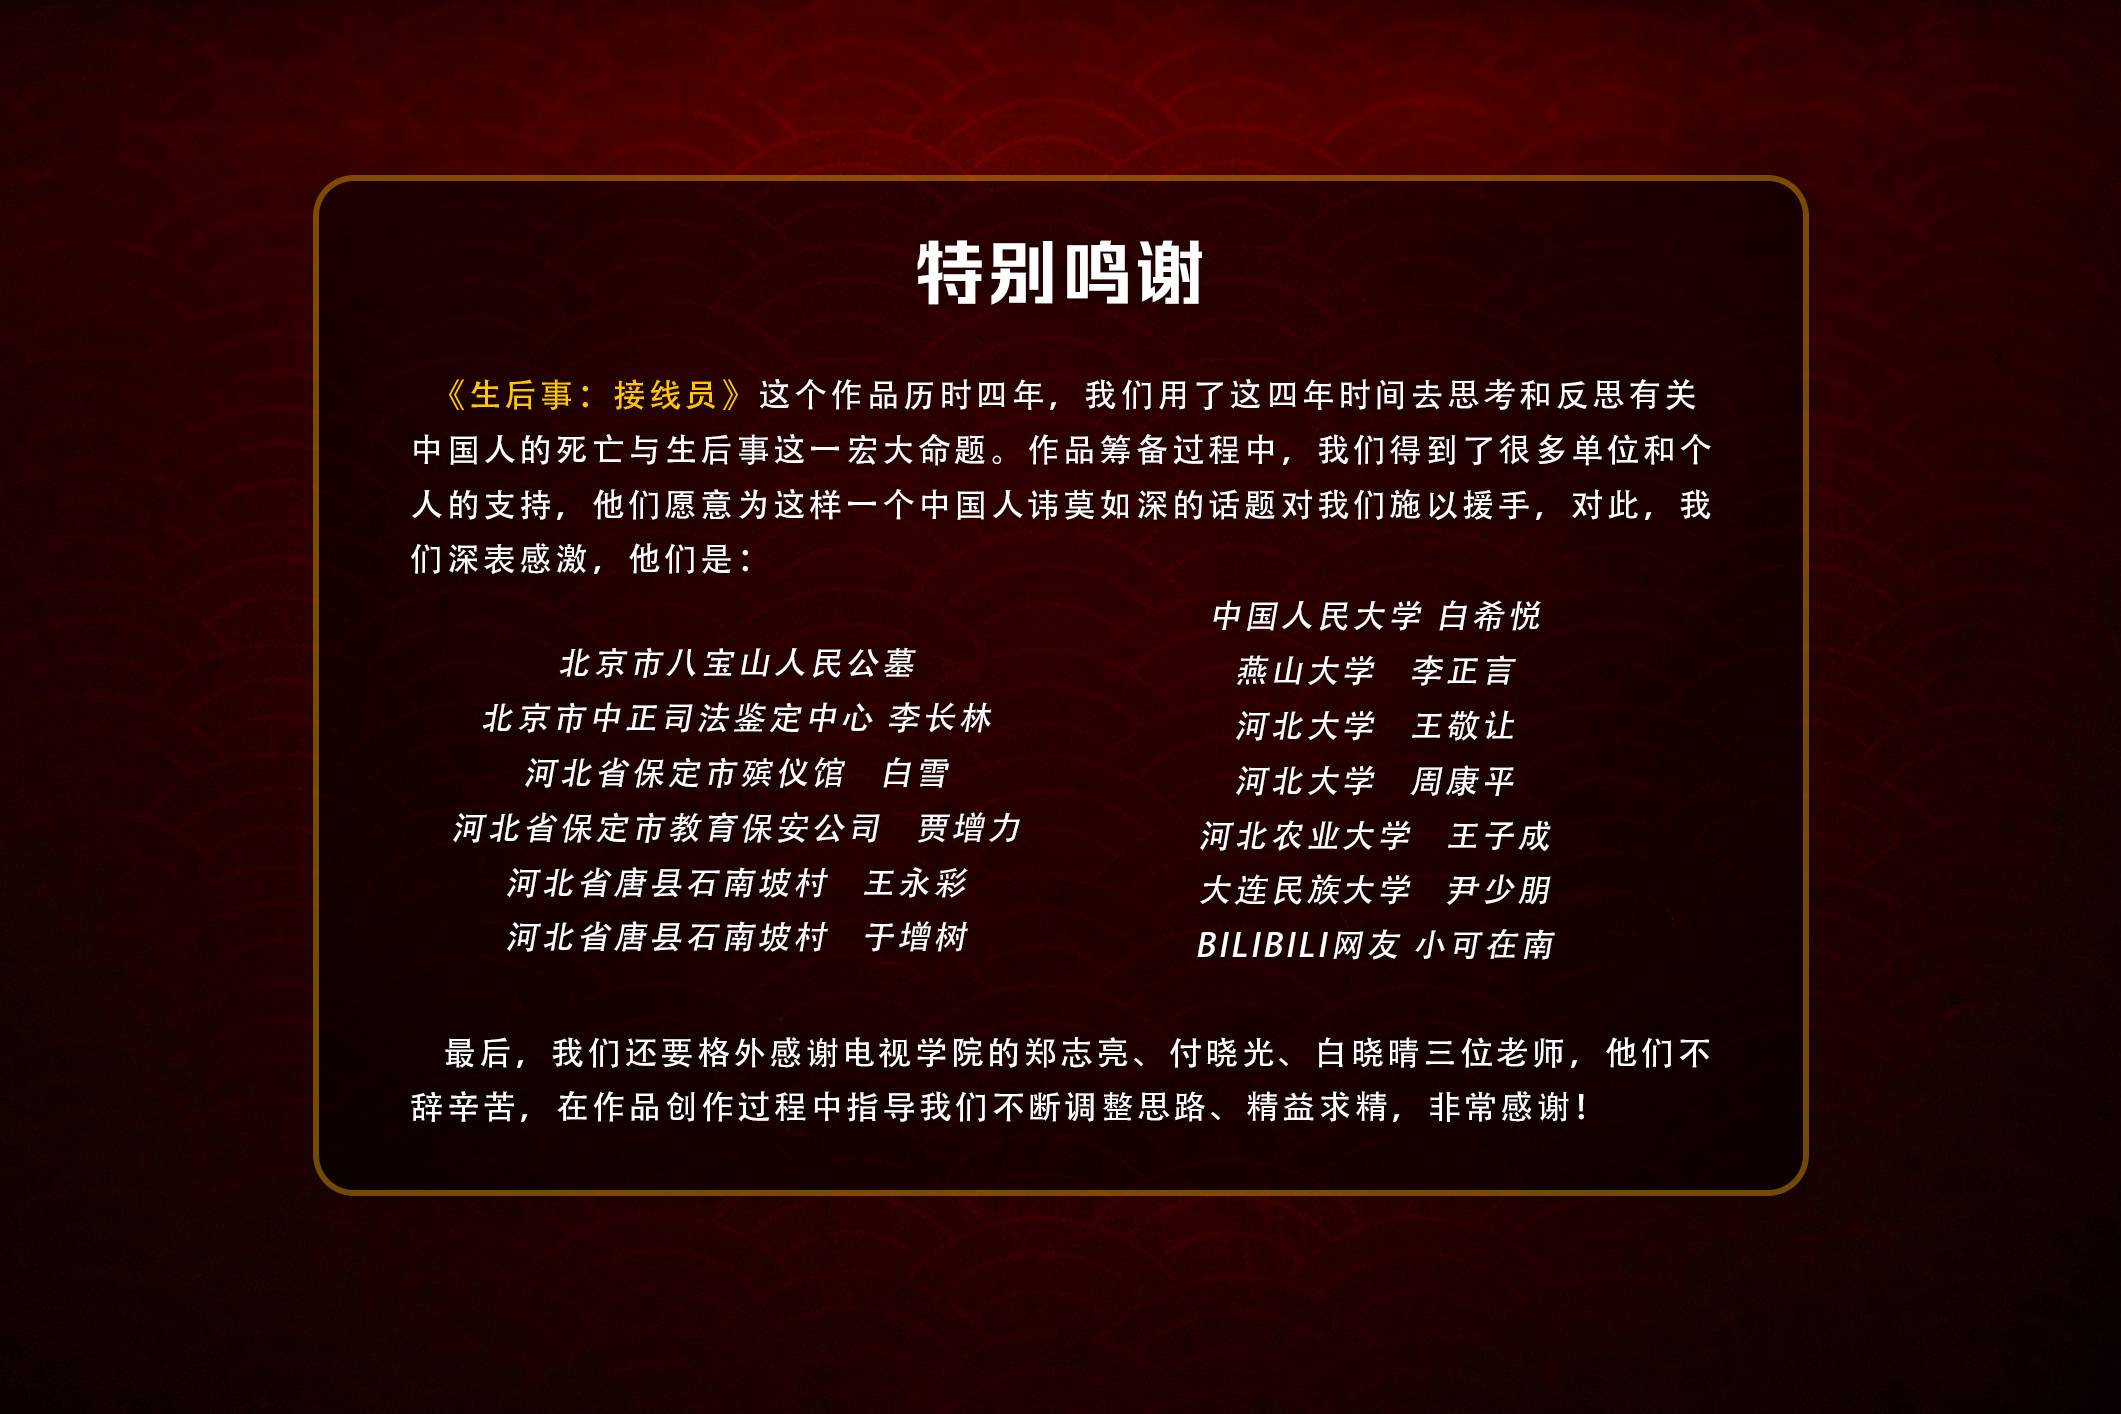 特别鸣谢
《生后事：接线员》这个作品历时四年，我们用了这四年时间去思考和反思有关
中国人的死亡与生后事这一宏大命题。作品筹备过程中，我们得到了很多单位和个
人的支持，他们愿意为这样一个中国人讳莫如深的话题对我们施以援手，对此，我
们深表感激，他们是：
北京市八宝山人民公墓
北京市中正司法鉴定中心 李长林
河北省保定市殡仪馆 白雪
河北省保定市教育保安公司 贾增力
河北省唐县石南坡村 王永彩
河北省唐县石南坡村 于增树
中国人民大学 白希悦
燕山大学 李正言
河北大学 王敬让
河北大学 周康平
河北农业大学 王子成
大连民族大学 尹少朋
BILIBILI网友 小可在南
最后，我们还要格外感谢电视学院的郑志亮、付晓光、白晓晴三位老师，他们不
辞辛苦，在作品创作过程中指导我们不断调整思路、精益求精，非常感谢！